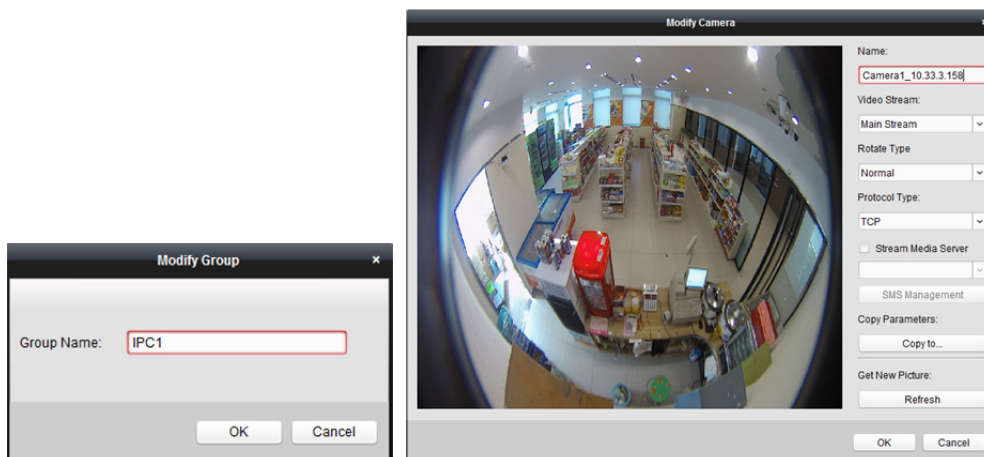 Modify Group
Group Name:
IPC1
OK
Cancel
Modify Camera
Name:
Camera1_10.33.3.158
Video Stream:
Main Stream
Rotate Type
Normal
Protocol Type:
TCP
Stream Media Server
SMS Management
Copy Parameters:
Copy to...
Get New Picture:
Refresh
OK
Cancel